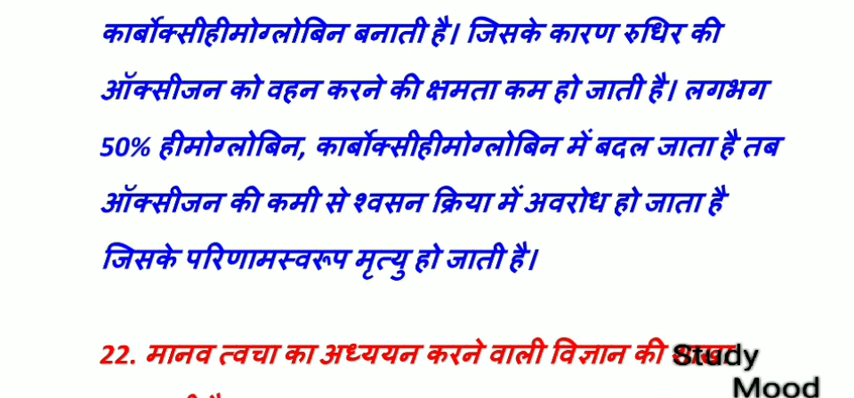 कार्बोक्सीहीमोग्लोबिन बनाती है। जिसके कारण रुधिर की
ऑक्सीजन को वहन करने की क्षमता कम हो जाती है। लगभग
50% हीमोग्लोबिन, कार्बोक्सीहीमोग्लोबिन में बदल जाता है तब
ऑक्सीजन की कमी से श्वसन क्रिया में अवरोध हो जाता है
जिसके परिणामस्वरूप मृत्यु हो जाती है।
22. मानव त्वचा का अध्ययन करने वाली विज्ञान की
Study
Mood